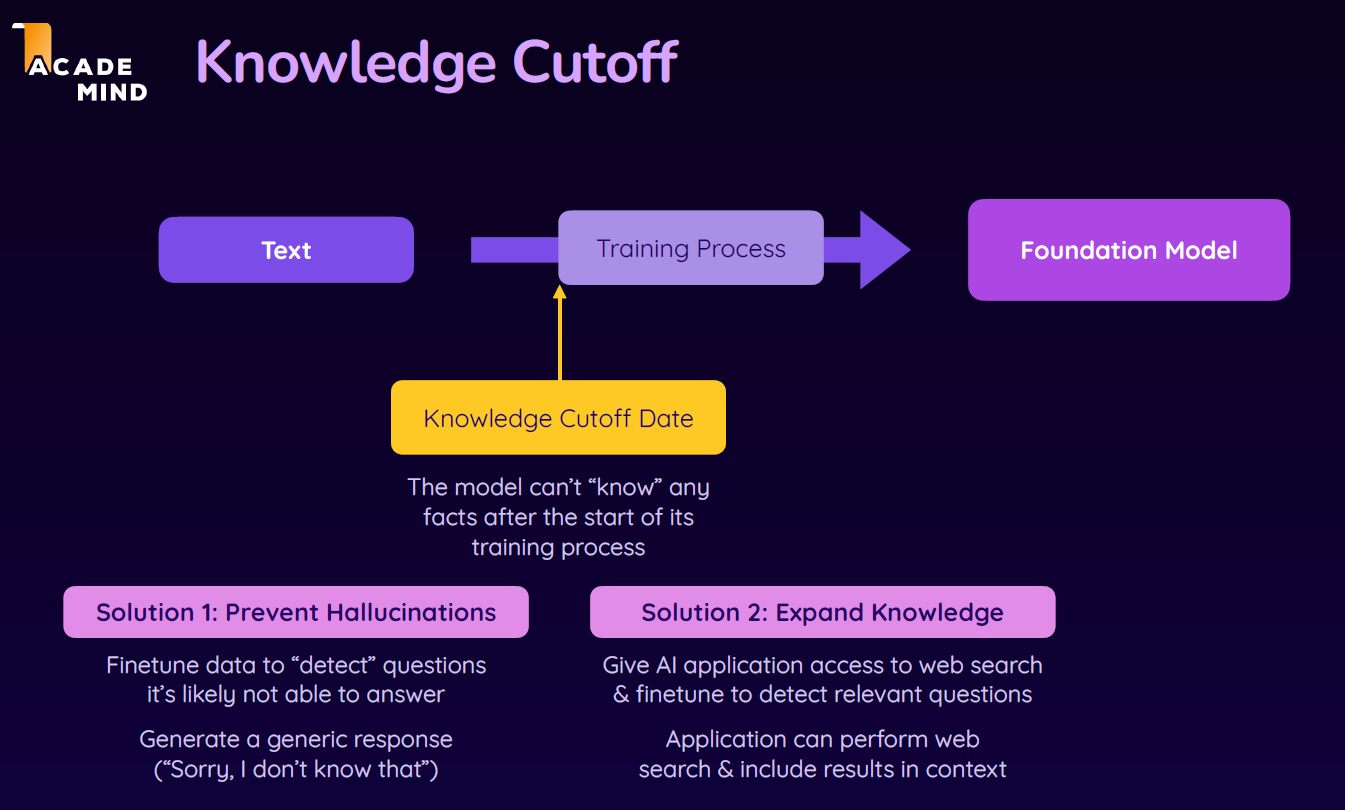 ACADE
MIND
Knowledge Cutoff
Text
Training Process
Foundation Model
Knowledge Cutoff Date
The model can’t “know” any
facts after the start of its
training process
Solution 1: Prevent Hallucinations
Finetune data to “detect” questions
it’s likely not able to answer
Generate a generic response
(“Sorry, I don’t know that”)
Solution 2: Expand Knowledge
Give AI application access to web search
& finetune to detect relevant questions
Application can perform web
search & include results in context